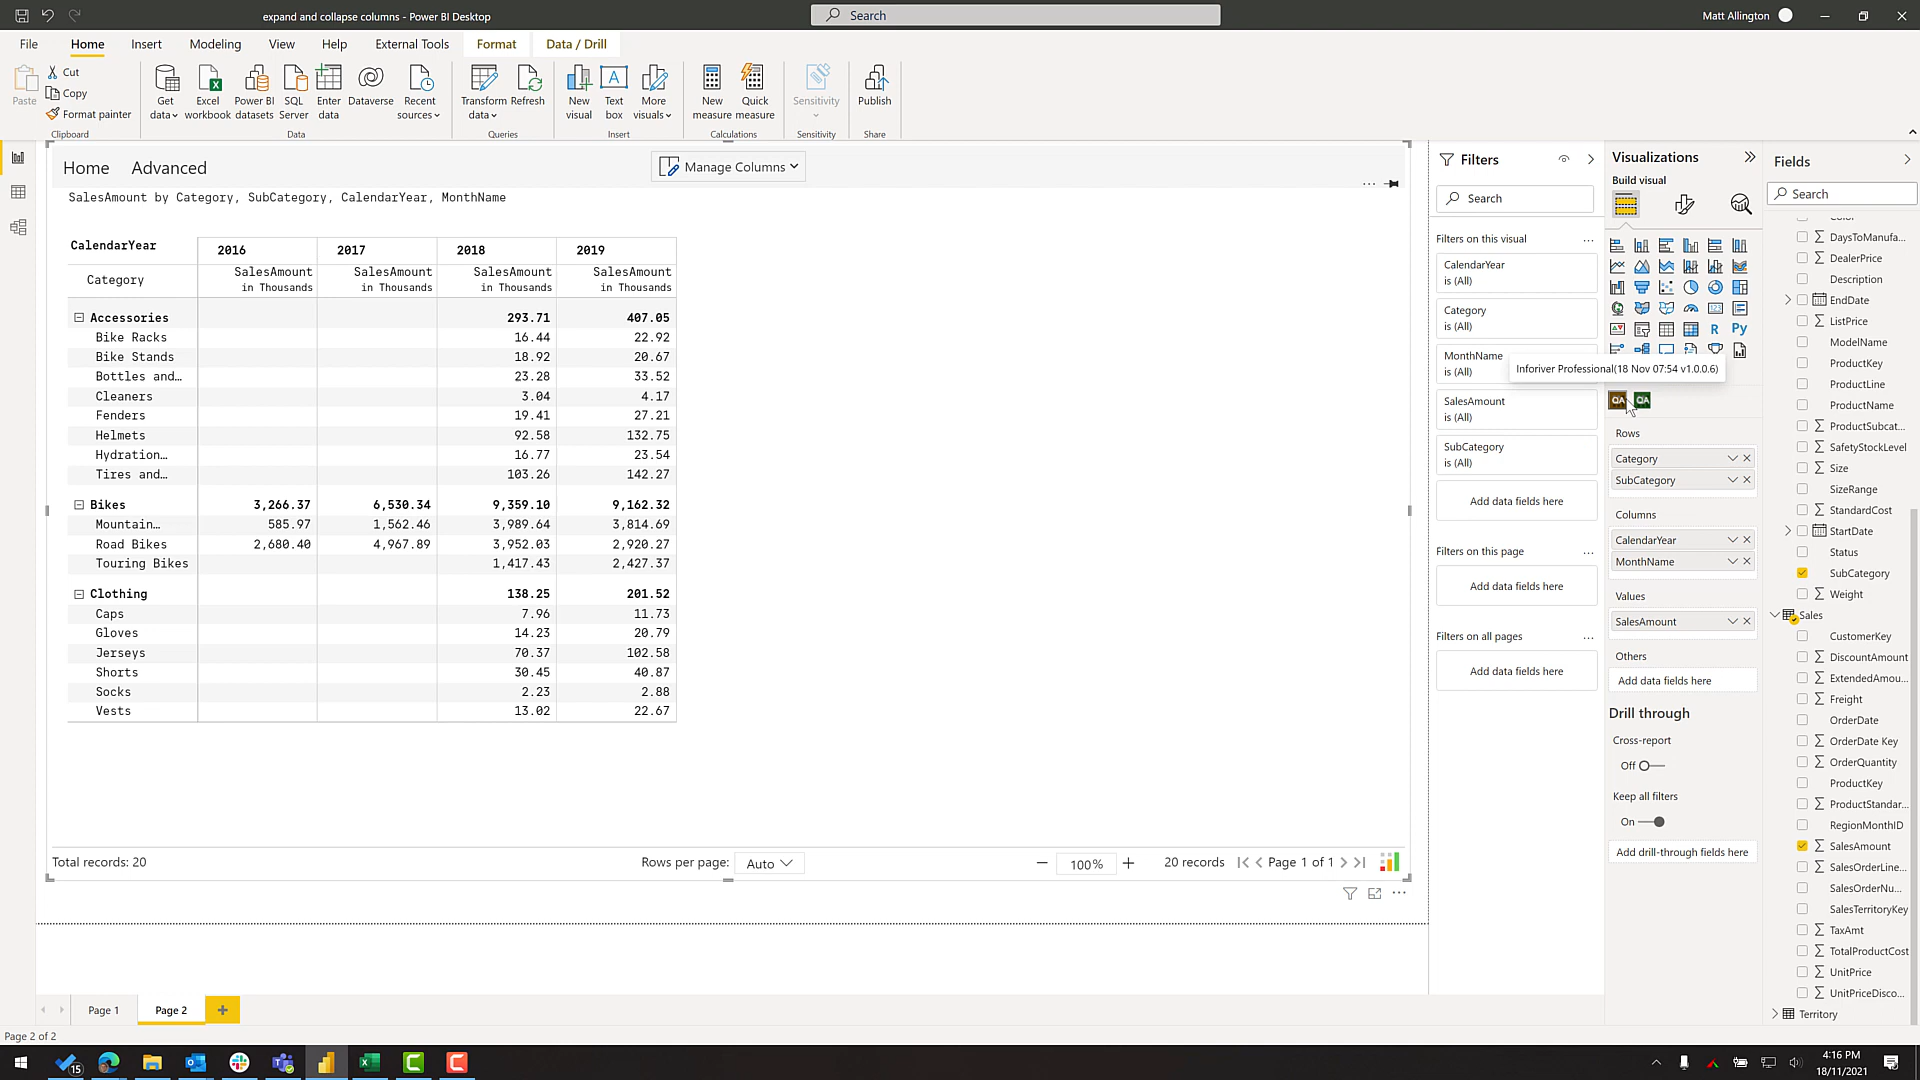 expand and collapse columns - Power BI Desktop
Search
Matt Allington
File Home Insert Modeling View Help External Tools Format Data / Drill
Paste
Cut
Copy
Format painter
Clipboard
Get data
Excel workbook
Power BI datasets
SQL Server
Enter data
Dataverse
Recent sources
Data
Transform data
Refresh
Queries
New visual
Text box
More visuals
Insert
New measure
Quick measure
Calculations
Sensitivity
Sensitivity
Publish
Share
Home Advanced
Manage Columns
SalesAmount by Category, SubCategory, CalendarYear, MonthName
CalendarYear 2016 2017 2018 2019
Category SalesAmount in Thousands SalesAmount in Thousands SalesAmount in Thousands SalesAmount in Thousands
Accessories 293.71 407.05
Bike Racks 16.44 22.92
Bike Stands 18.92 20.67
Bottles and... 23.28 33.52
Cleaners 3.04 4.17
Fenders 19.41 27.21
Helmets 92.58 132.75
Hydration... 16.77 23.54
Tires and... 103.26 142.27
Bikes 3,266.37 6,530.34 9,359.10 9,162.32
Mountain... 585.97 1,562.46 3,989.64 3,814.69
Road Bikes 2,680.40 4,967.89 3,952.03 2,920.27
Touring Bikes 1,417.43 2,427.37
Clothing 138.25 201.52
Caps 7.96 11.73
Gloves 14.23 20.79
Jerseys 70.37 102.58
Shorts 30.45 40.87
Socks 2.23 2.88
Vests 13.02 22.67
Total records: 20
Rows per page: Auto
100%
20 records
Page 1 of 1
Filters
Search
Filters on this visual
CalendarYear
is (All)
Category
is (All)
MonthName
is (All)
SalesAmount
is (All)
SubCategory
is (All)
Add data fields here
Filters on this page
Add data fields here
Filters on all pages
Add data fields here
Visualizations
Build visual
R Py
Inforiver Professional(18 Nov 07:54 v1.0.0.6)
Rows
Category
SubCategory
Columns
CalendarYear
MonthName
Values
SalesAmount
Others
Add data fields here
Drill through
Cross-report
Off
Keep all filters
On
Add drill-through fields here
Fields
Search
DaysToManufa...
DealerPrice
Description
EndDate
ListPrice
ModelName
ProductKey
ProductLine
ProductName
ProductSubcat...
SafetyStockLevel
Size
SizeRange
StandardCost
StartDate
Status
SubCategory
Weight
Sales
CustomerKey
DiscountAmount
ExtendedAmou...
Freight
OrderDate
OrderDate Key
OrderQuantity
ProductKey
ProductStandar...
RegionMonthID
SalesAmount
SalesOrderLine...
SalesOrderNu...
SalesTerritoryKey
TaxAmt
TotalProductCost
UnitPrice
UnitPriceDisco...
Territory
Page 1 Page 2
Page 2 of 2
15
4:16 PM
18/11/2021